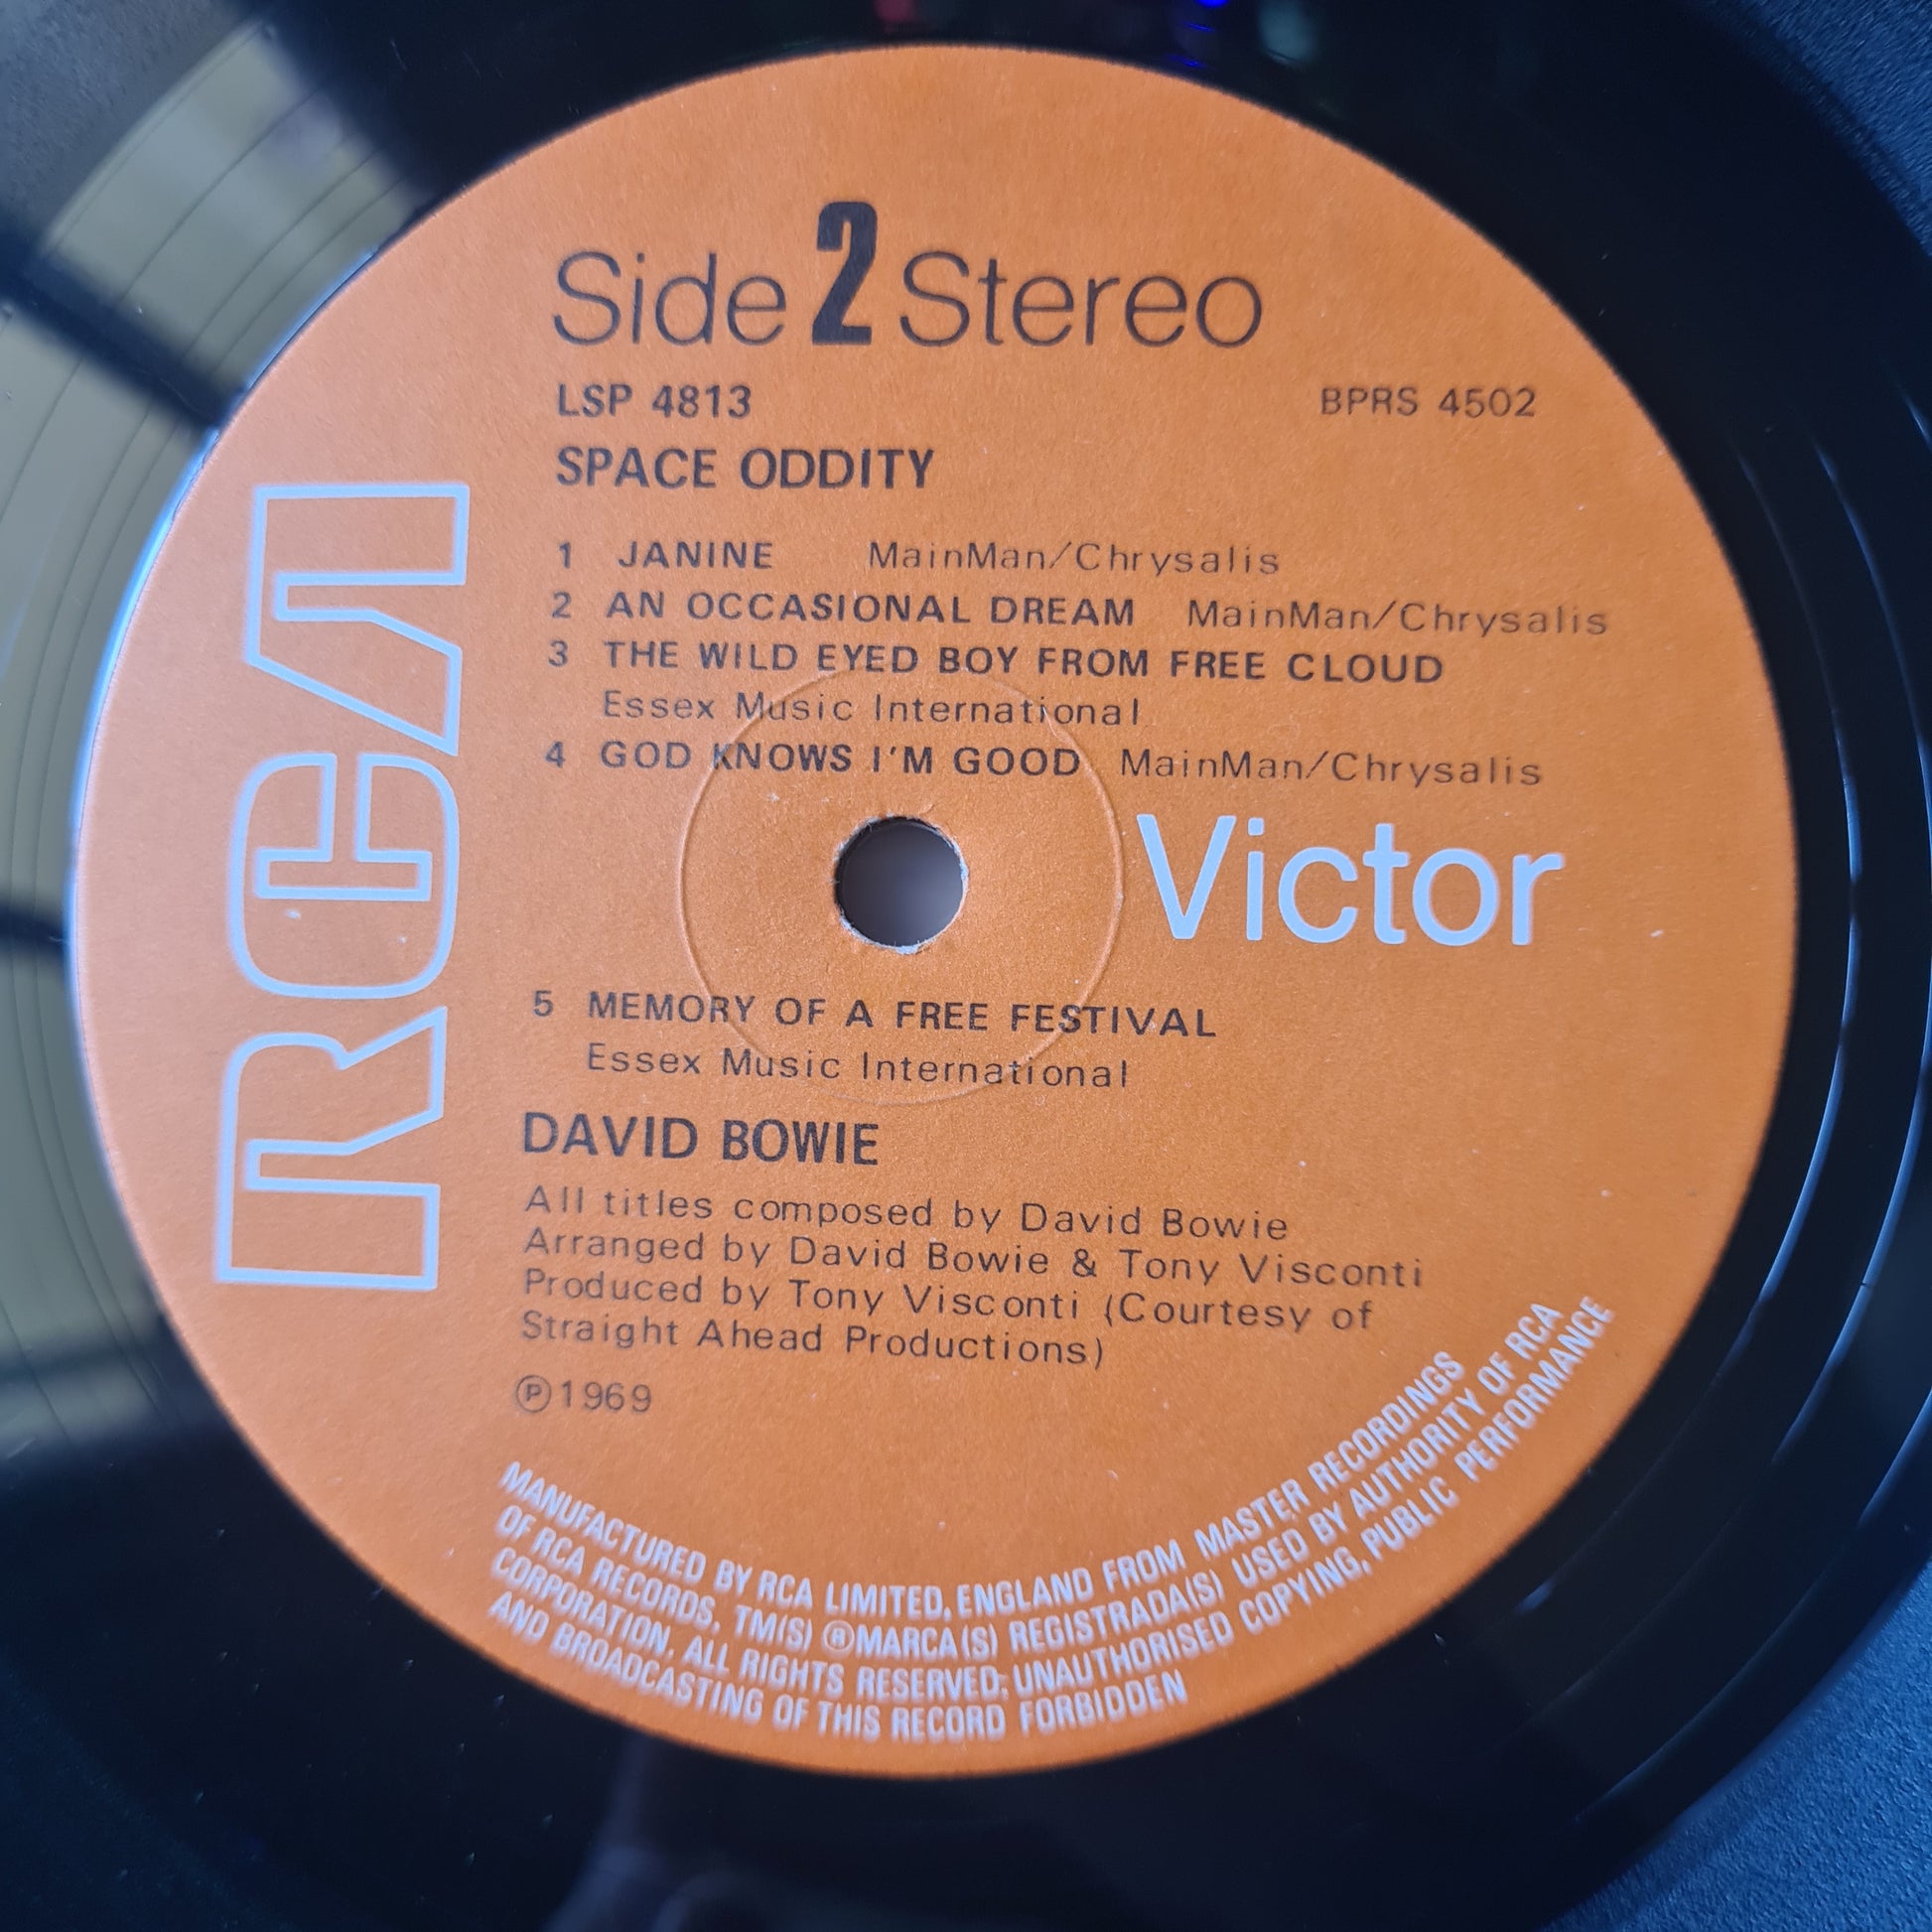 Side 2 Stereo
LSP 4813 BPRS 4502
SPACE ODDITY
1 JANINE MainMan/Chrysalis
2 AN OCCASIONAL DREAM MainMan/Chrysalis
3 THE WILD EYED BOY FROM FREE CLOUD
Essex Music International
4 GOD KNOWS I'M GOOD MainMan/Chrysalis
RCA
Victor
5 MEMORY OF A FREE FESTIVAL
Essex Music International
DAVID BOWIE
All titles composed by David Bowie
Arranged by David Bowie & Tony Visconti
Produced by Tony Visconti (Courtesy of
Straight Ahead Productions)
℗1969
MANUFACTURED BY RCA LIMITED, ENGLAND FROM MASTER RECORDINGS
OF RCA RECORDS, TM(S) ®MARCA(S) REGISTRADA(S) USED BY AUTHORITY OF RCA
CORPORATION, ALL RIGHTS RESERVED; UNAUTHORISED COPYING, PUBLIC PERFORMANCE
AND BROADCASTING OF THIS RECORD FORBIDDEN